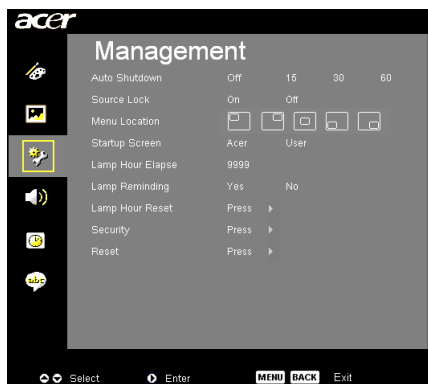 acer
Management
Auto Shutdown Off 15 30 60
Source Lock On Off
Menu Location
Startup Screen Acer User
Lamp Hour Elapse 9999
Lamp Reminding Yes No
Lamp Hour Reset Press
Security Press
Reset Press
abc
Select Enter MENU BACK Exit